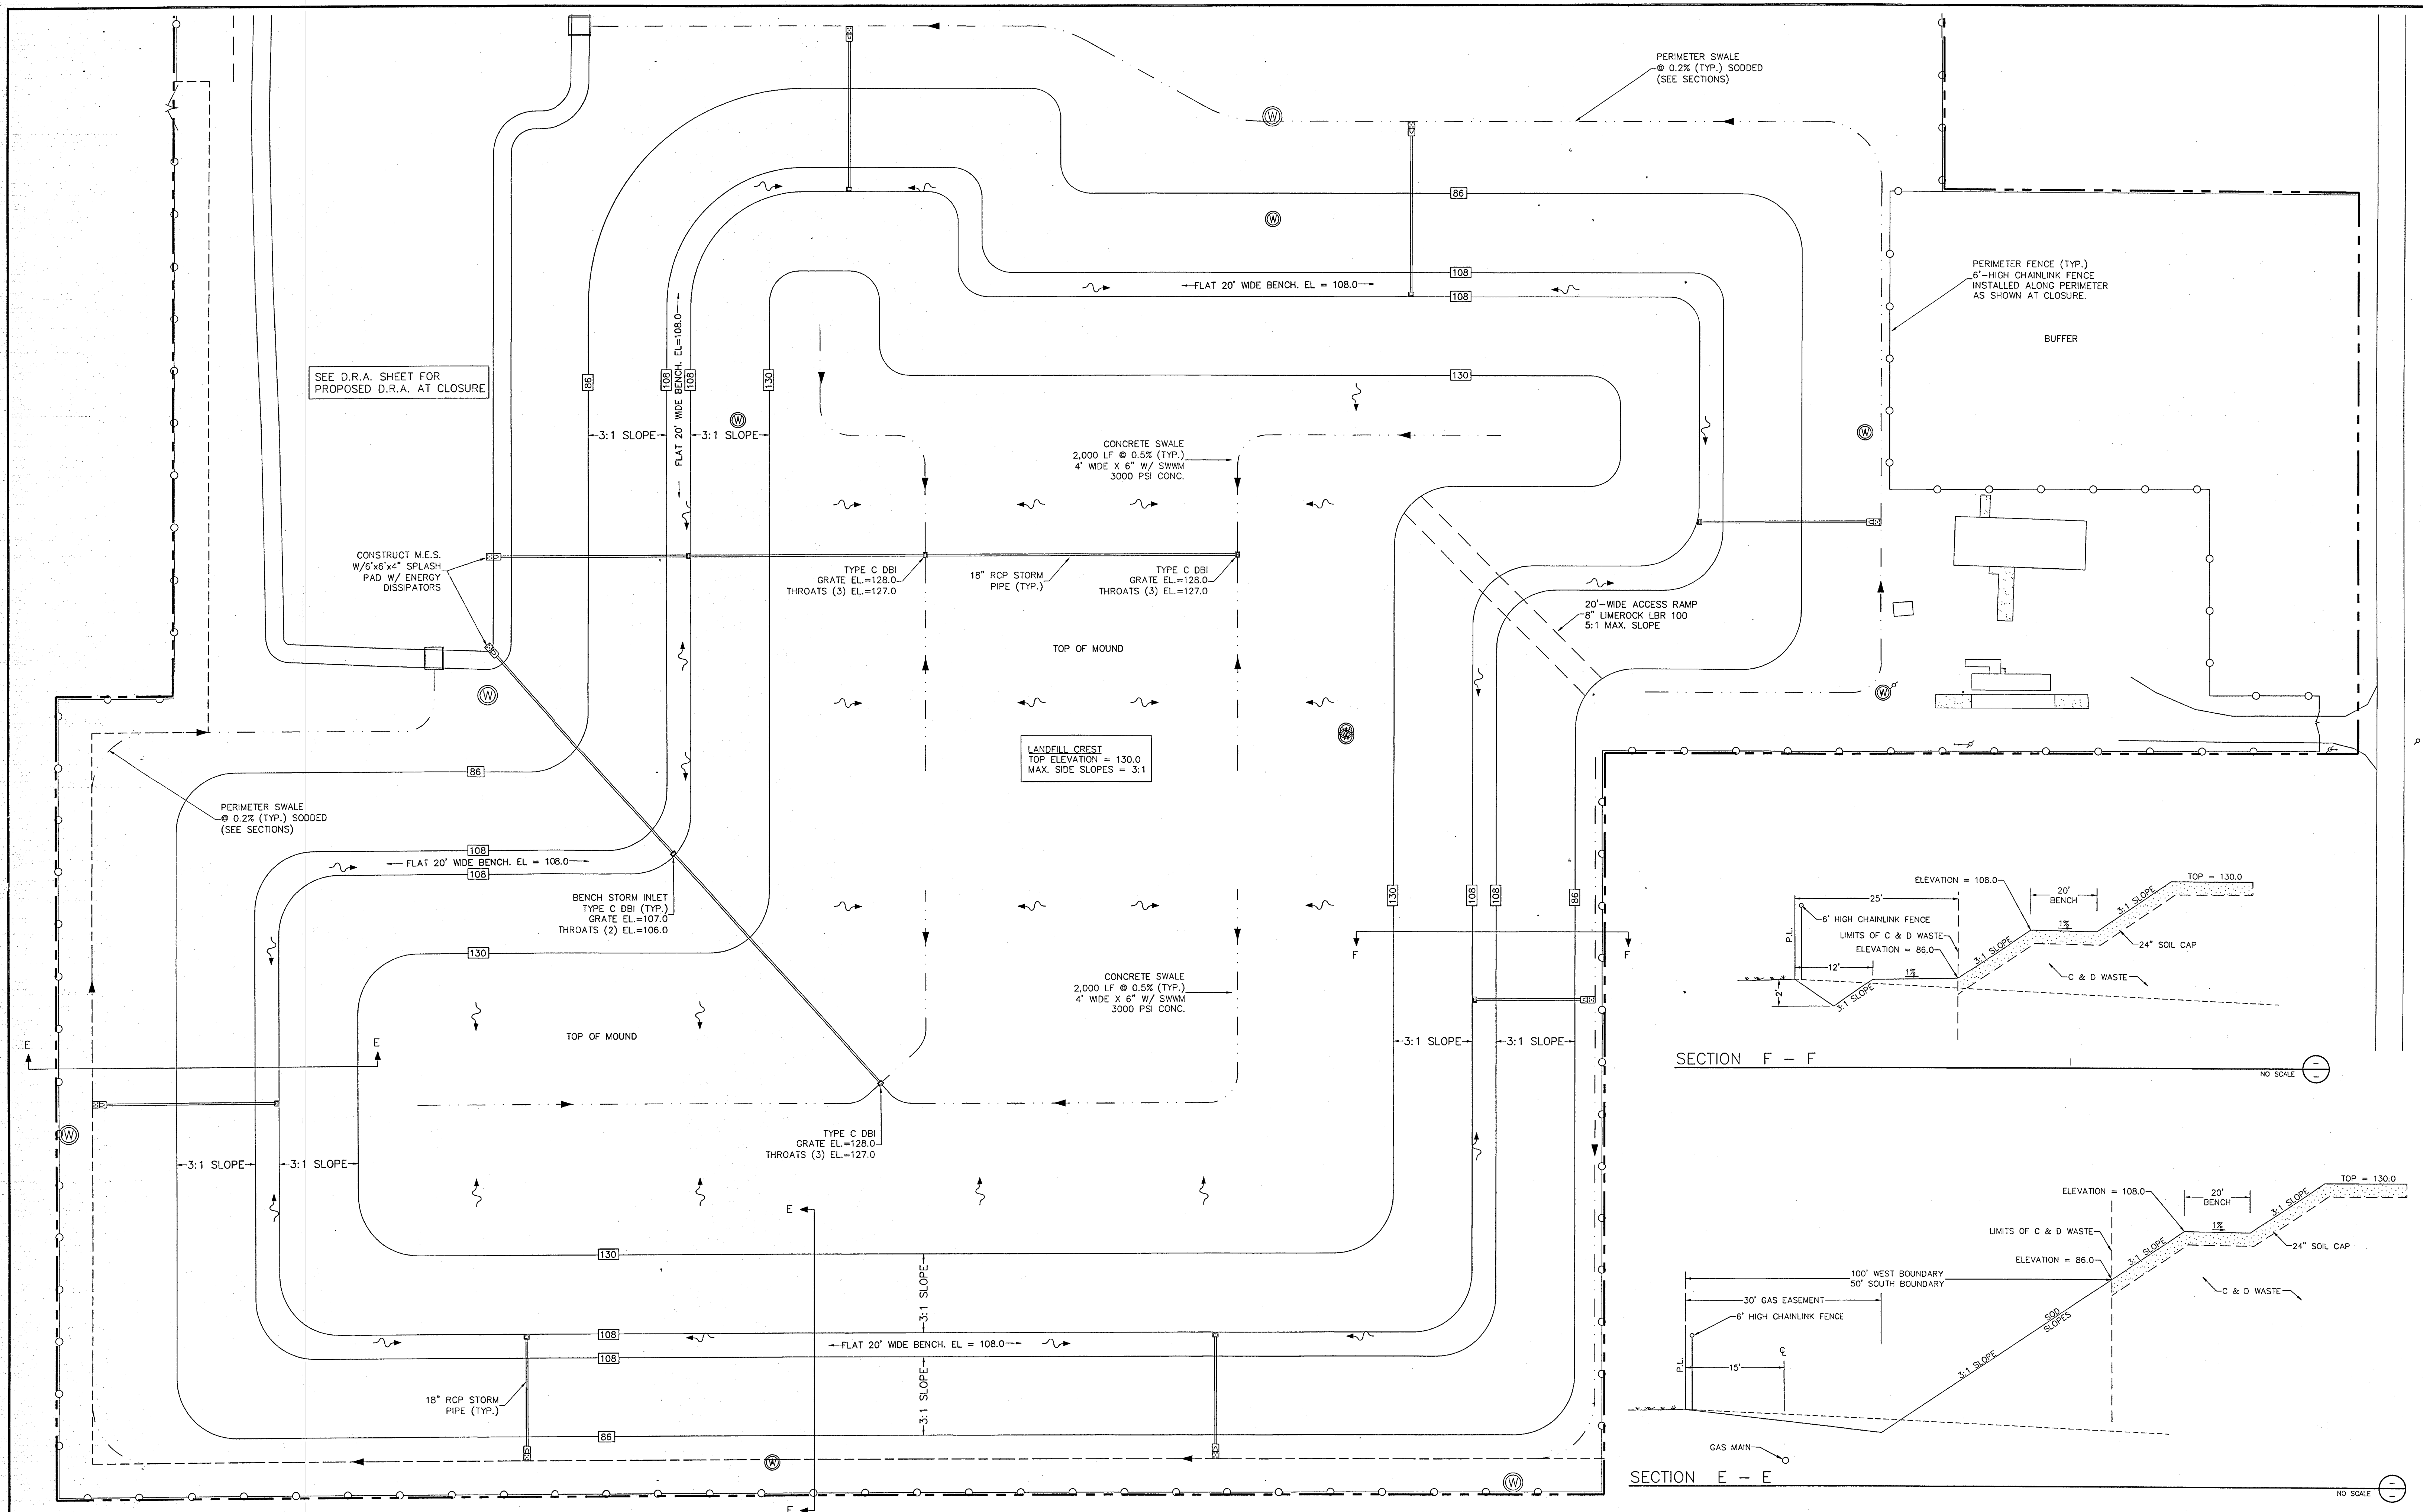 PERIMETER SWALE
@ 0.2% (TYP.) SODDED
(SEE SECTIONS)
W
86
W
PERIMETER FENCE (TYP.)
6'-HIGH CHAINLINK FENCE
INSTALLED ALONG PERIMETER
AS SHOWN AT CLOSURE.
BUFFER
108
FLAT 20' WIDE BENCH. EL = 108.0
108
SEE D.R.A. SHEET FOR
PROPOSED D.R.A. AT CLOSURE
86
108
FLAT 20' WIDE BENCH. EL=108.0
108
130
130
W
3:1 SLOPE
3:1 SLOPE
W
CONCRETE SWALE
2,000 LF @ 0.5% (TYP.)
4' WIDE X 6" W/ SWWM
3000 PSI CONC.
CONSTRUCT M.E.S.
W/6'x6'x4" SPLASH
PAD W/ ENERGY
DISSIPATORS
TYPE C DBI
GRATE EL.=128.0
THROATS (3) EL.=127.0
18" RCP STORM
PIPE (TYP.)
TYPE C DBI
GRATE EL.=128.0
THROATS (3) EL.=127.0
20'-WIDE ACCESS RAMP
8" LIMEROCK LBR 100
5:1 MAX. SLOPE
TOP OF MOUND
W
W
LANDFILL CREST
TOP ELEVATION = 130.0
MAX. SIDE SLOPES = 3:1
86
PERIMETER SWALE
@ 0.2% (TYP.) SODDED
(SEE SECTIONS)
108
FLAT 20' WIDE BENCH. EL = 108.0
108
BENCH STORM INLET
TYPE C DBI (TYP.)
GRATE EL.=107.0
THROATS (2) EL.=106.0
130
108
108
86
130
F
F
CONCRETE SWALE
2,000 LF @ 0.5% (TYP.)
4' WIDE X 6" W/ SWWM
3000 PSI CONC.
TOP OF MOUND
E
E
3:1 SLOPE
3:1 SLOPE
W
TYPE C DBI
GRATE EL.=128.0
THROATS (3) EL.=127.0
3:1 SLOPE
3:1 SLOPE
E
130
3:1 SLOPE
108
FLAT 20' WIDE BENCH. EL = 108.0
108
3:1 SLOPE
18" RCP STORM
PIPE (TYP.)
86
W
W
E
ELEVATION = 108.0
20'
BENCH
TOP = 130.0
25'
6' HIGH CHAINLINK FENCE
LIMITS OF C & D WASTE
ELEVATION = 86.0
P.L.
1%
3:1 SLOPE
3:1 SLOPE
24" SOIL CAP
12'
1%
C & D WASTE
2'
3:1 SLOPE
SECTION F - F
NO SCALE
ELEVATION = 108.0
20'
BENCH
TOP = 130.0
LIMITS OF C & D WASTE
1%
3:1 SLOPE
3:1 SLOPE
24" SOIL CAP
ELEVATION = 86.0
100' WEST BOUNDARY
50' SOUTH BOUNDARY
C & D WASTE
30' GAS EASEMENT
6' HIGH CHAINLINK FENCE
SOD
SLOPES
P.L.
15'
3:1 SLOPE
GAS MAIN
SECTION E - E
NO SCALE